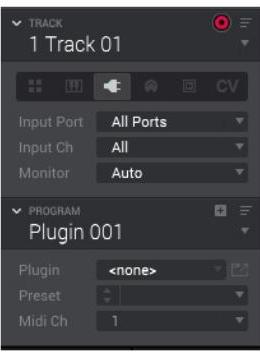 TRACK
1 Track 01
CV
Input Port All Ports
Input Ch All
Monitor Auto
PROGRAM
Plugin 001
Plugin <none>
Preset
Midi Ch 1